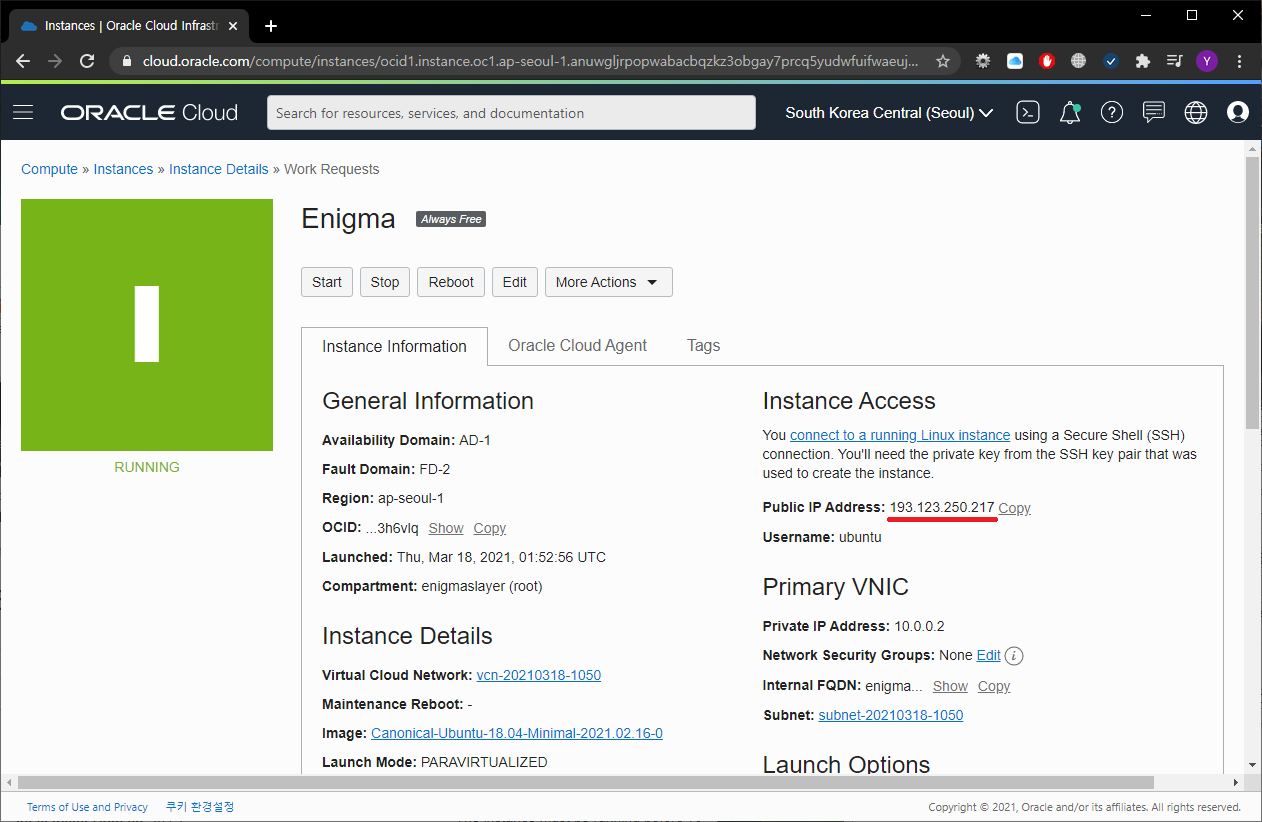 Instances | Oracle Cloud Infrastr
cloud.oracle.com/compute/instances/ocid1.instance.oc1.ap-seoul-1.anuwgljrpopwabacbqzkz3obgay7prcq5yudwfuifwaeuj...
Y
ORACLE Cloud
Search for resources, services, and documentation
South Korea Central (Seoul)
Compute » Instances » Instance Details » Work Requests
RUNNING
Enigma
Always Free
Start Stop Reboot Edit More Actions
Instance Information Oracle Cloud Agent Tags
General Information
Availability Domain: AD-1
Fault Domain: FD-2
Region: ap-seoul-1
OCID: ...3h6vlq Show Copy
Launched: Thu, Mar 18, 2021, 01:52:56 UTC
Compartment: enigmaslayer (root)
Instance Details
Virtual Cloud Network: vcn-20210318-1050
Maintenance Reboot: -
Image: Canonical-Ubuntu-18.04-Minimal-2021.02.16-0
Launch Mode: PARAVIRTUALIZED
Instance Access
You connect to a running Linux instance using a Secure Shell (SSH)
connection. You'll need the private key from the SSH key pair that was
used to create the instance.
Public IP Address: 193.123.250.217 Copy
Username: ubuntu
Primary VNIC
Private IP Address: 10.0.0.2
Network Security Groups: None Edit
Internal FQDN: enigma... Show Copy
Subnet: subnet-20210318-1050
Launch Options
Terms of Use and Privacy 쿠키 환경설정
Copyright © 2021, Oracle and/or its affiliates. All rights reserved.